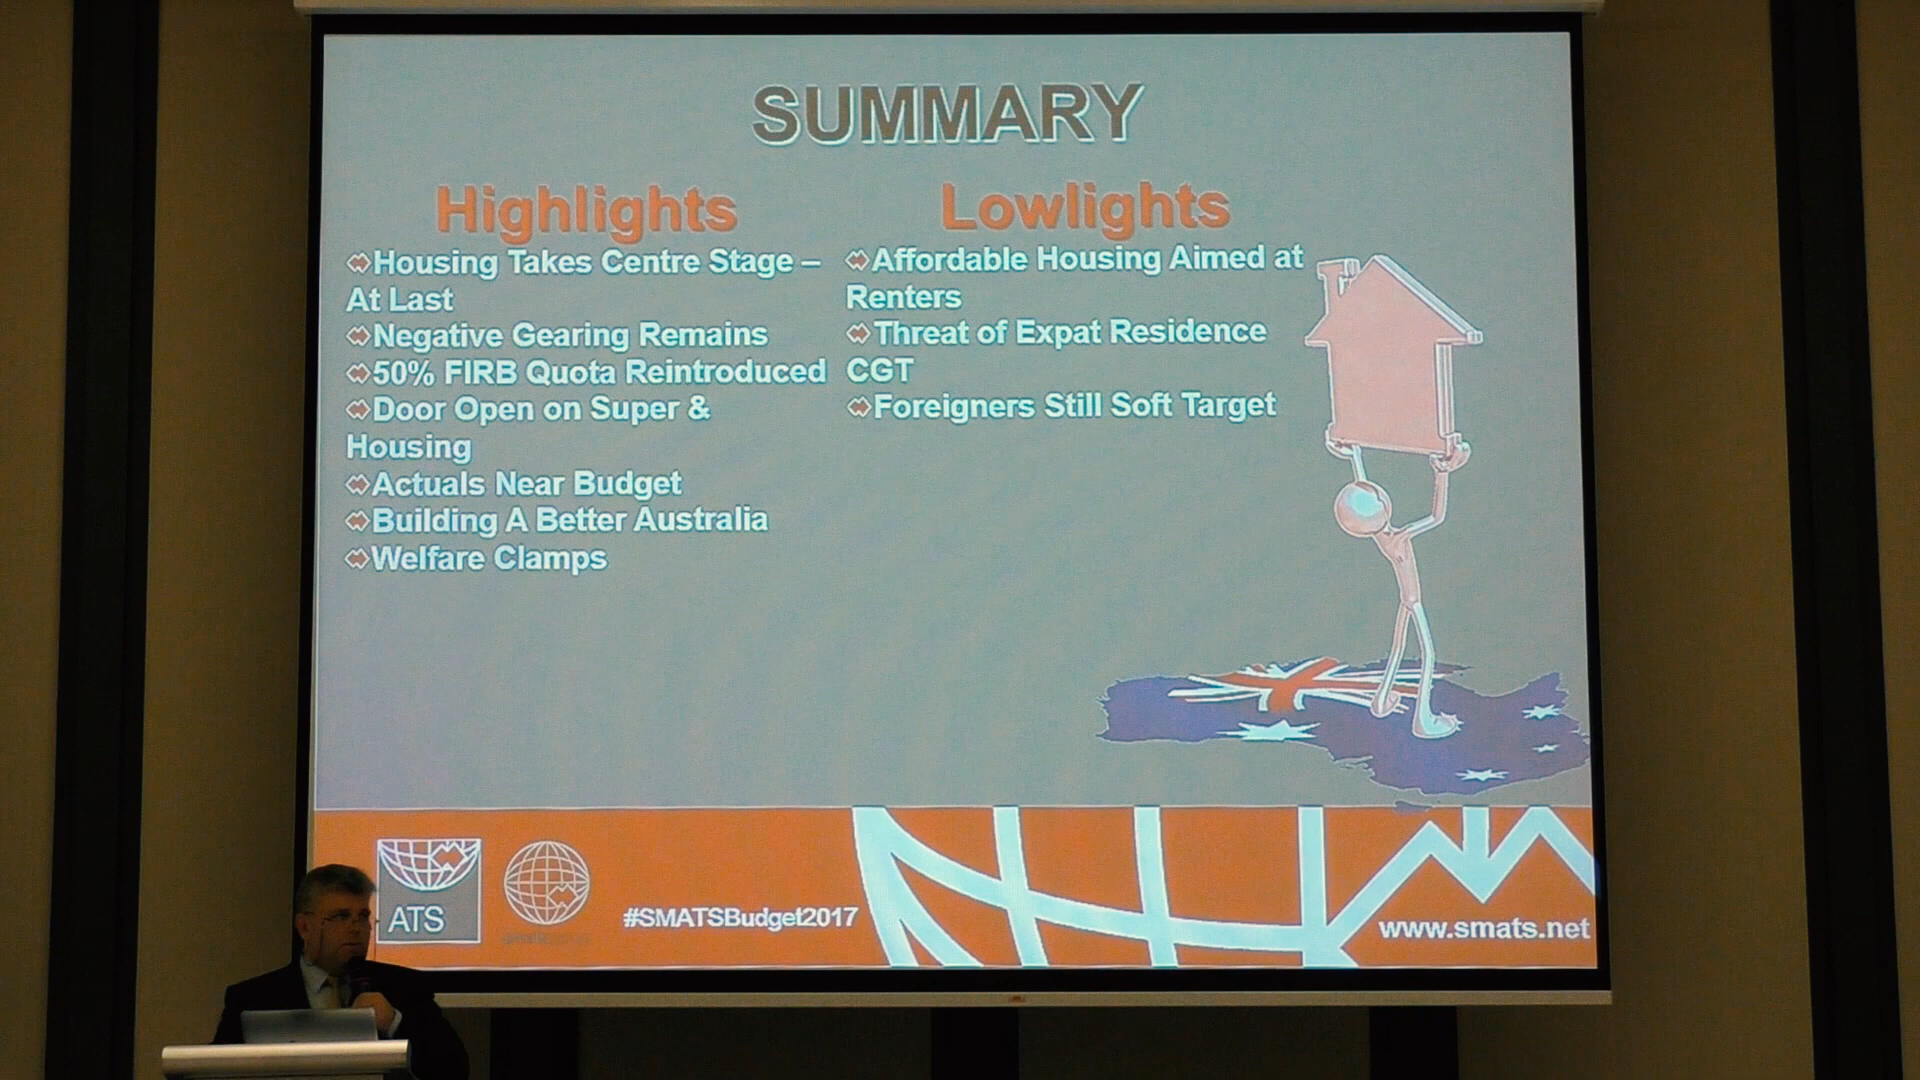 SUMMARY
Highlights
Housing Takes Centre Stage –
At Last
Negative Gearing Remains
50% FIRB Quota Reintroduced
Door Open on Super &
Housing
Actuals Near Budget
Building A Better Australia
Welfare Clamps
Lowlights
Affordable Housing Aimed at
Renters
Threat of Expat Residence
CGT
Foreigners Still Soft Target
ATS
#SMATSBudget2017
www.smats.net